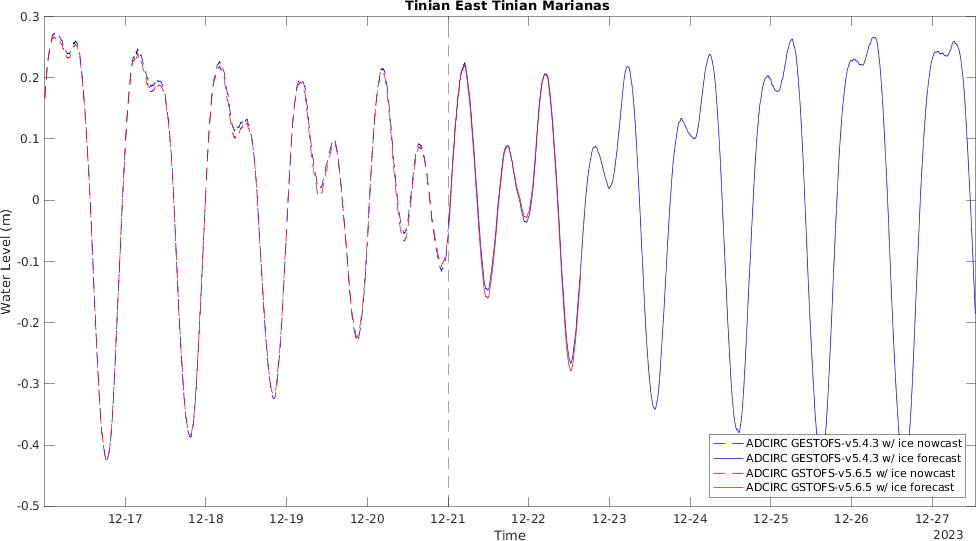 Tinian East Tinian Marianas
0.3
0.2
0.1
0
-0.1
-0.2
-0.3
-0.4
-0.5
Water Level (m)
ADCIRC GESTOFS-v5.4.3 w/ ice nowcast
ADCIRC GESTOFS-v5.4.3 w/ ice forecast
ADCIRC GSTOFS-v5.6.5 w/ ice nowcast
ADCIRC GSTOFS-v5.6.5 w/ ice forecast
12-17 12-18 12-19 12-20 12-21 12-22 12-23 12-24 12-25 12-26 12-27
Time
2023